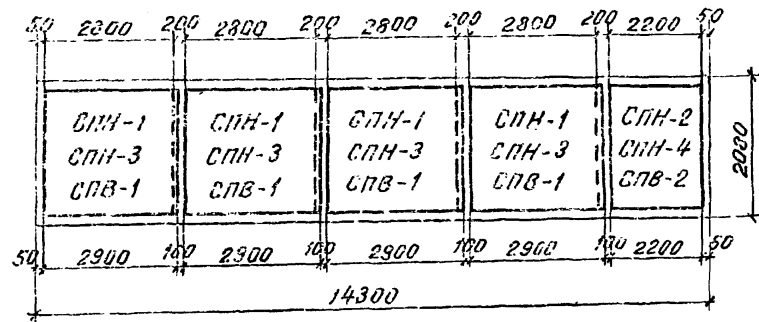 50 2800 200 2800 200 2800 200 2800 200 2200 50
СПН-1 СПН-1 СПН-1 СПН-1 СПН-2
СПН-3 СПН-3 СПН-3 СПН-3 СПН-4
СПВ-1 СПВ-1 СПВ-1 СПВ-1 СПВ-2
2000
50 2900 100 2900 100 2900 100 2900 100 2200 50
14300